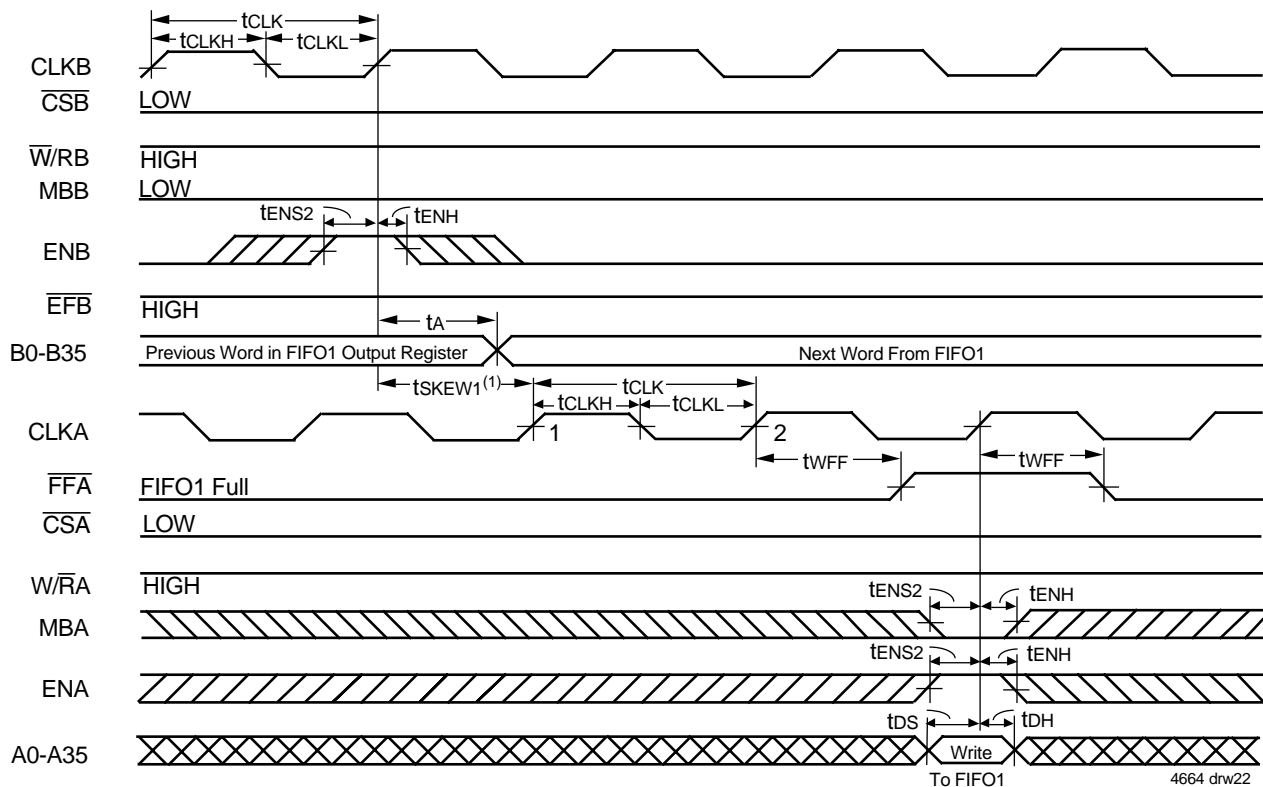 tCLK
tCLKH tCLKL
CLKB
CSB LOW
W/RB HIGH
MBB LOW
tENS2 tENH
ENB
EFB HIGH
tA
B0-B35 Previous Word in FIFO1 Output Register Next Word From FIFO1
tSKEW1(1) tCLK
tCLKH tCLKL
CLKA 1 2
tWFF tWFF
FFA FIFO1 Full
CSA LOW
W/RA HIGH
tENS2 tENH
MBA
tENS2 tENH
ENA
tDS tDH
A0-A35 Write
To FIFO1 4664 drw22